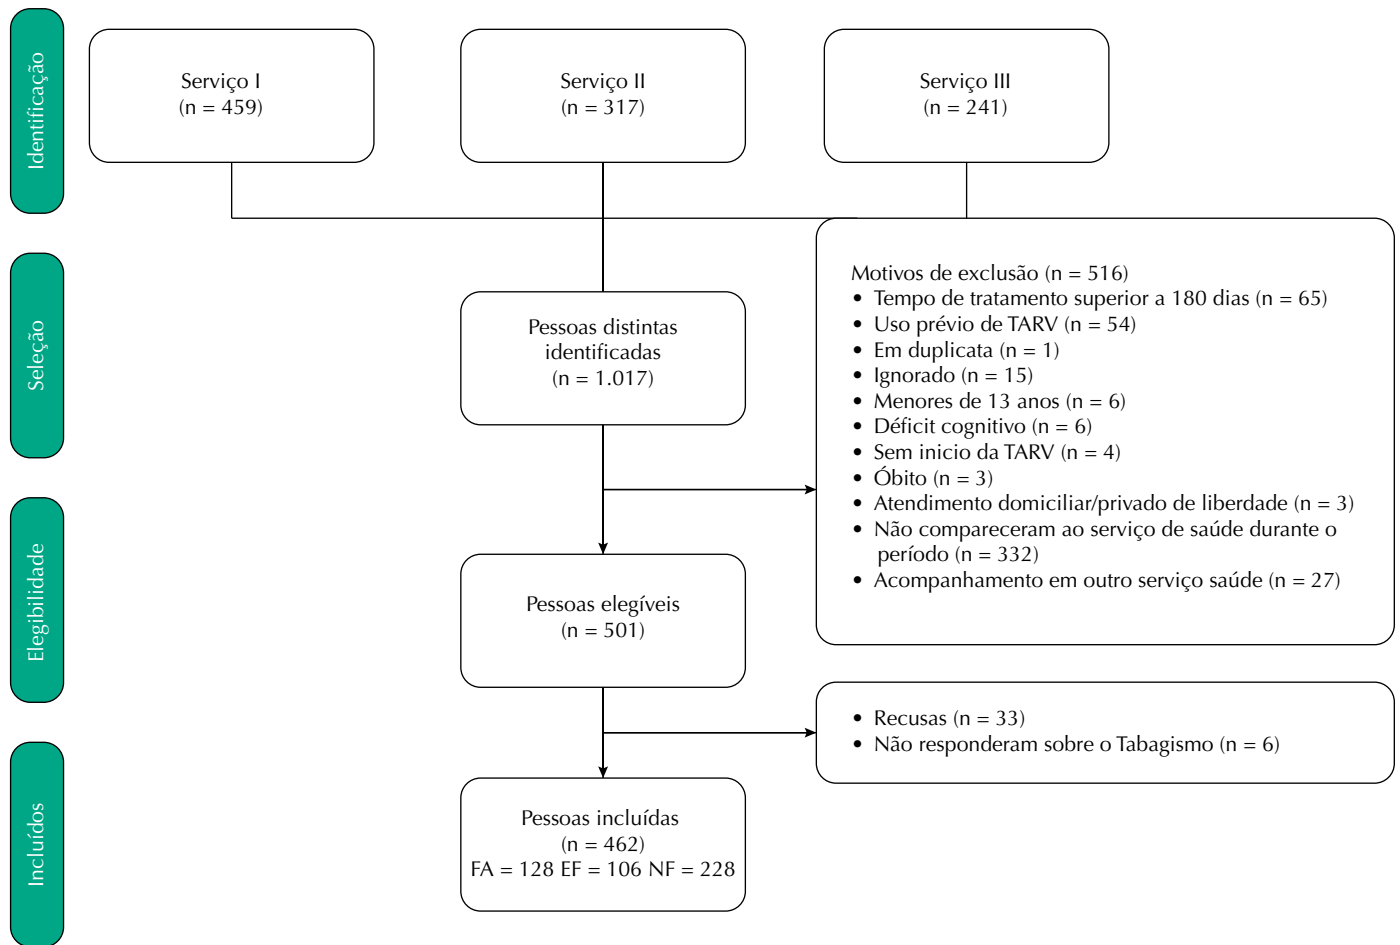 Identificação
Serviço I
(n = 459)
Serviço II
(n = 317)
Serviço III
(n = 241)
Seleção
Pessoas distintas
identificadas
(n = 1.017)
Motivos de exclusão (n = 516)
• Tempo de tratamento superior a 180 dias (n = 65)
• Uso prévio de TARV (n = 54)
• Em duplicata (n = 1)
• Ignorado (n = 15)
• Menores de 13 anos (n = 6)
• Déficit cognitivo (n = 6)
• Sem inicio da TARV (n = 4)
• Óbito (n = 3)
• Atendimento domiciliar/privado de liberdade (n = 3)
• Não compareceram ao serviço de saúde durante o
período (n = 332)
• Acompanhamento em outro serviço saúde (n = 27)
Elegibilidade
Pessoas elegíveis
(n = 501)
• Recusas (n = 33)
• Não responderam sobre o Tabagismo (n = 6)
Incluídos
Pessoas incluídas
(n = 462)
FA = 128 EF = 106 NF = 228